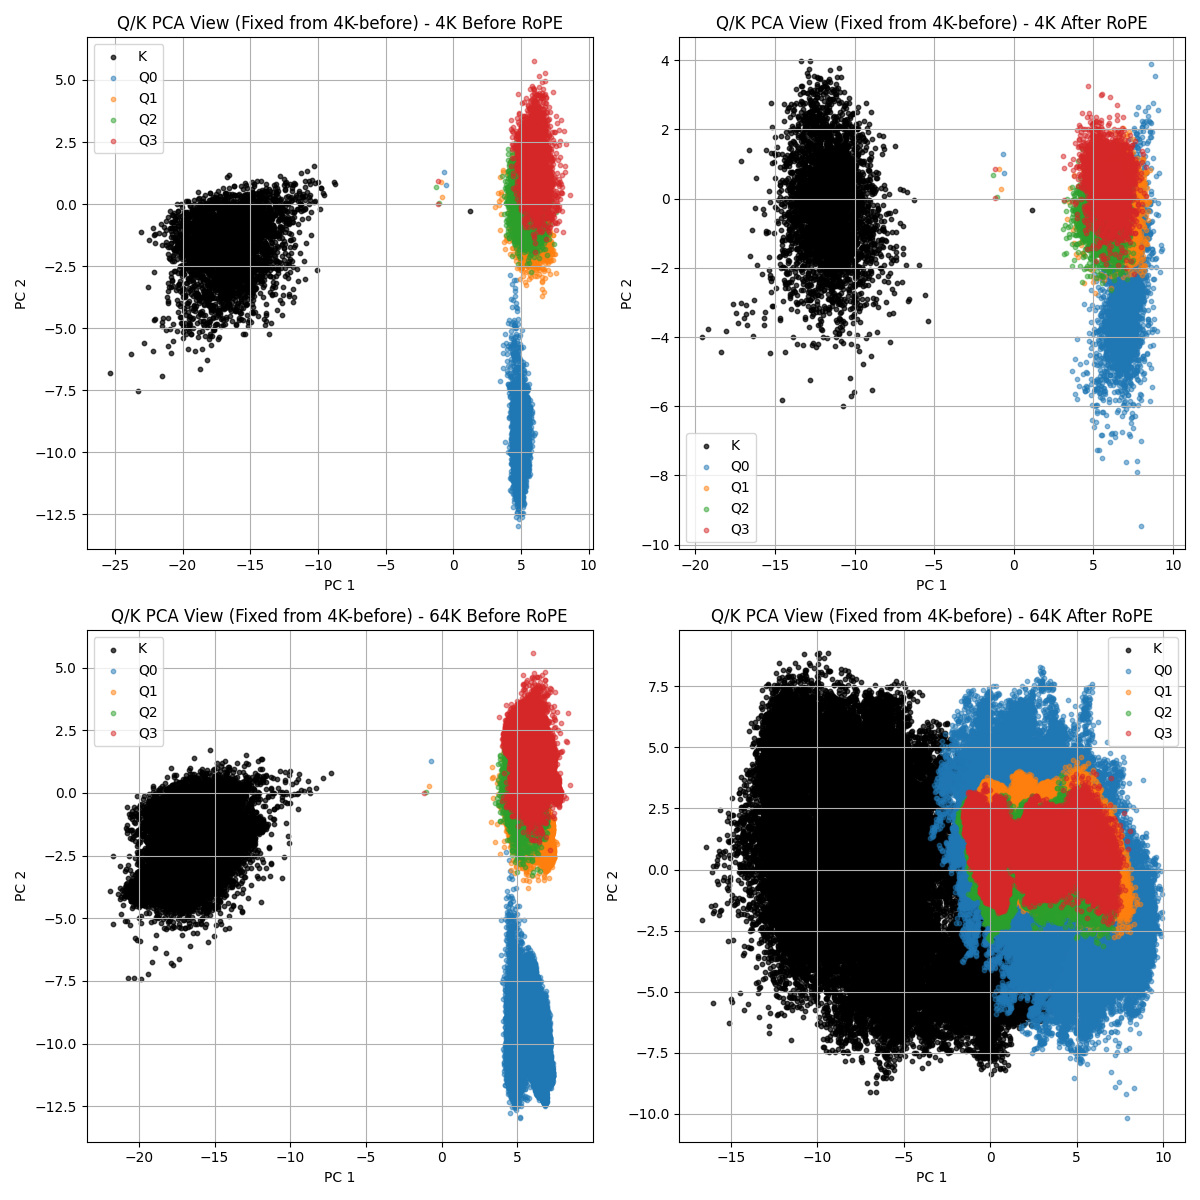 Q/K PCA View (Fixed from 4K-before) - 4K Before RoPE
K
Q0
Q1
Q2
Q3
5.0
2.5
0.0
−2.5
−5.0
−7.5
−10.0
−12.5
PC 2
−25
−20
−15
−10
−5
0
5
10
PC 1
Q/K PCA View (Fixed from 4K-before) - 4K After RoPE
4
2
0
−2
−4
−6
−8
−10
PC 2
K
Q0
Q1
Q2
Q3
−20
−15
−10
−5
0
5
10
PC 1
Q/K PCA View (Fixed from 4K-before) - 64K Before RoPE
K
Q0
Q1
Q2
Q3
5.0
2.5
0.0
−2.5
−5.0
−7.5
−10.0
−12.5
PC 2
−20
−15
−10
−5
0
5
PC 1
Q/K PCA View (Fixed from 4K-before) - 64K After RoPE
K
Q0
Q1
Q2
Q3
7.5
5.0
2.5
0.0
−2.5
−5.0
−7.5
−10.0
PC 2
−15
−10
−5
0
5
10
PC 1